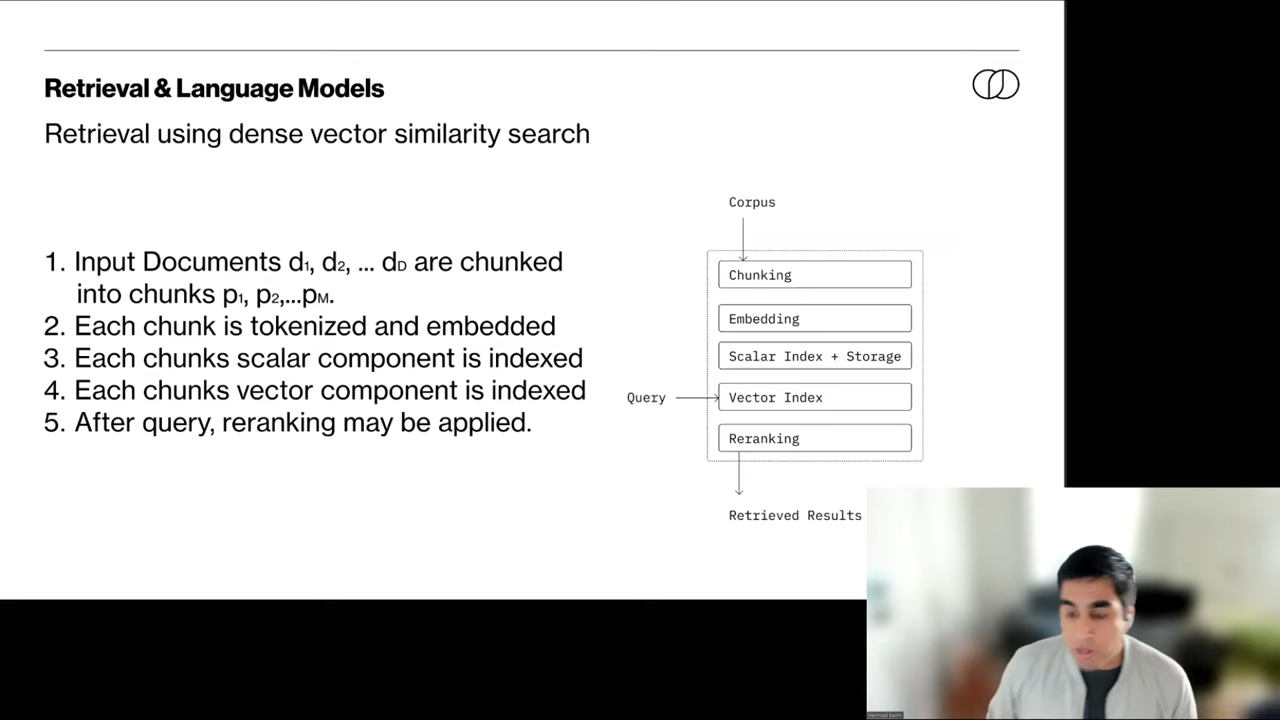 Retrieval & Language Models
Retrieval using dense vector similarity search
1. Input Documents d1, d2, ... dD are chunked
into chunks p1, p2,...pM.
2. Each chunk is tokenized and embedded
3. Each chunks scalar component is indexed
4. Each chunks vector component is indexed
5. After query, reranking may be applied.
Corpus
Chunking
Embedding
Scalar Index + Storage
Query
Vector Index
Reranking
Retrieved Results